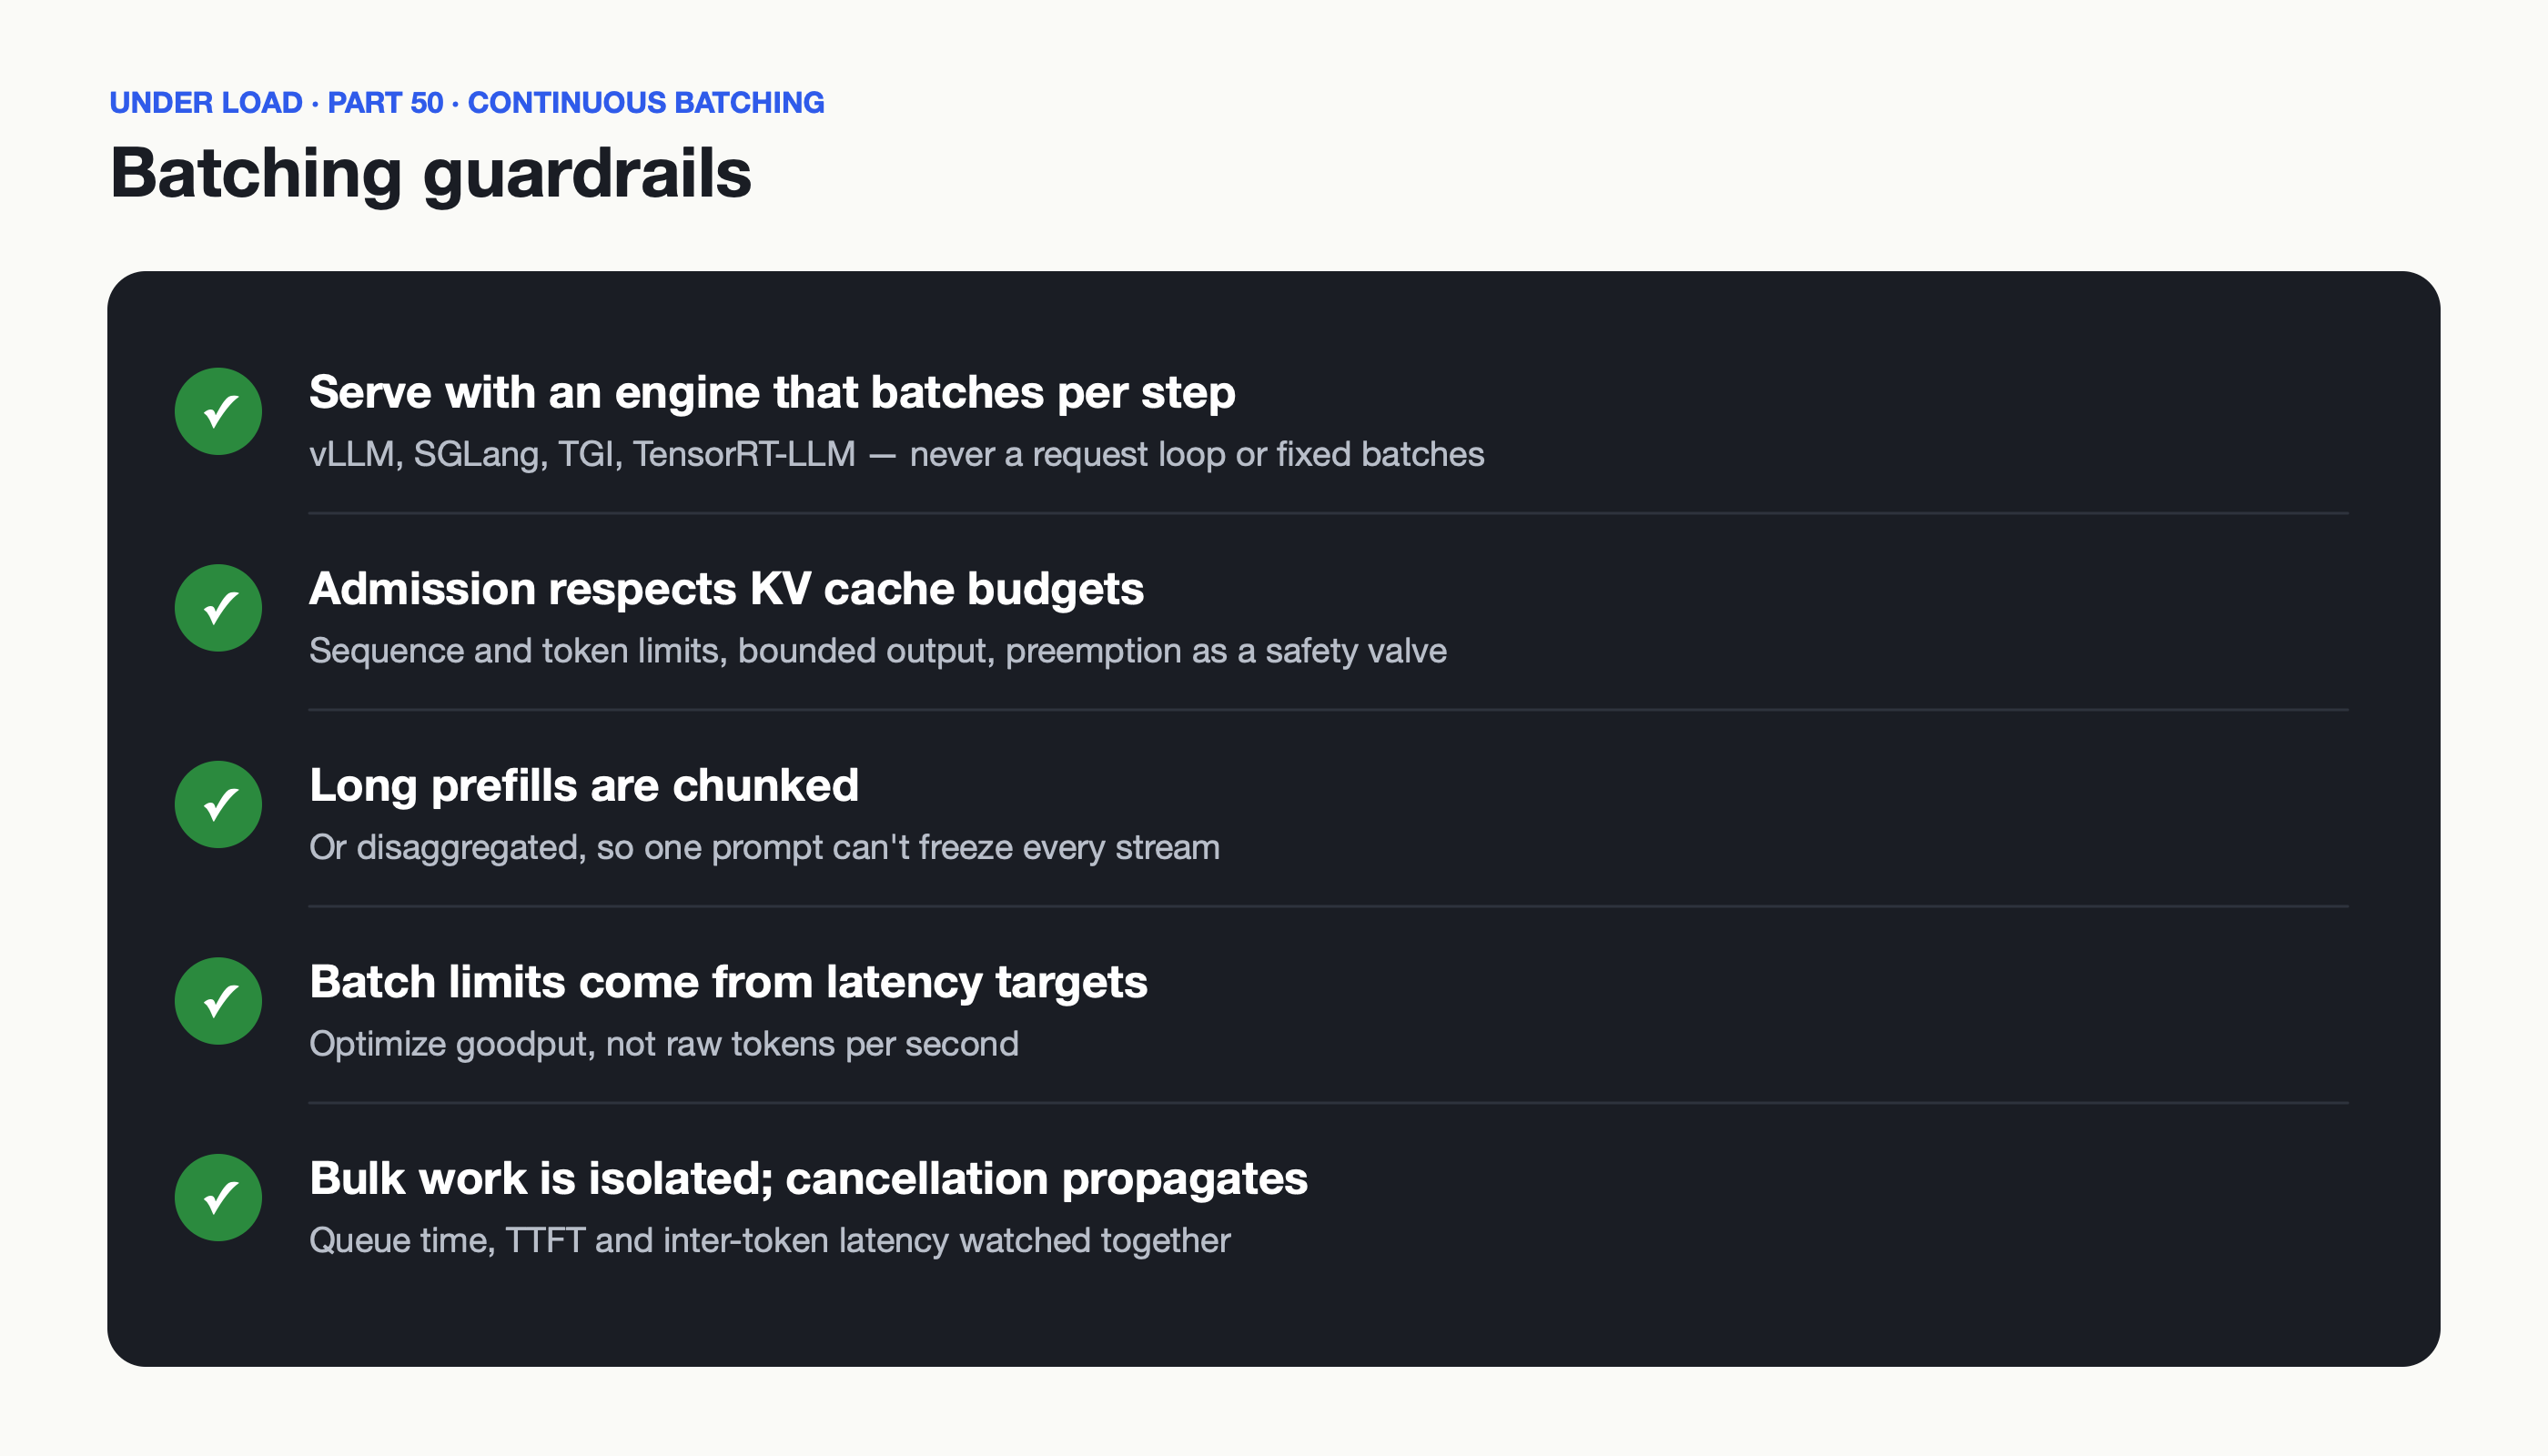 UNDER LOAD · PART 50 · CONTINUOUS BATCHING
Batching guardrails
Serve with an engine that batches per step
vLLM, SGLang, TGI, TensorRT-LLM — never a request loop or fixed batches
Admission respects KV cache budgets
Sequence and token limits, bounded output, preemption as a safety valve
Long prefills are chunked
Or disaggregated, so one prompt can't freeze every stream
Batch limits come from latency targets
Optimize goodput, not raw tokens per second
Bulk work is isolated; cancellation propagates
Queue time, TTFT and inter-token latency watched together